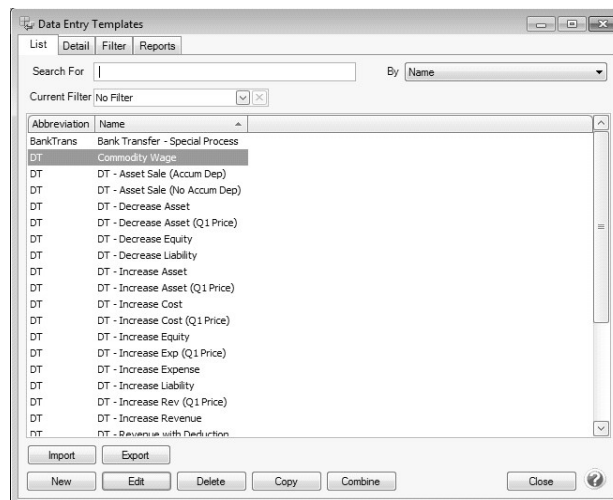 Data Entry Templates
List Detail Filter Reports
Search For By Name
Current Filter No Filter
Abbreviation Name
BankTrans Bank Transfer - Special Process
DT Commodity Wage
DT DT - Asset Sale (Accum Dep)
DT DT - Asset Sale (No Accum Dep)
DT DT - Decrease Asset
DT DT - Decrease Asset (Q1 Price)
DT DT - Decrease Equity
DT DT - Decrease Liability
DT DT - Increase Asset
DT DT - Increase Asset (Q1 Price)
DT DT - Increase Cost
DT DT - Increase Cost (Q1 Price)
DT DT - Increase Equity
DT DT - Increase Exp (Q1 Price)
DT DT - Increase Expense
DT DT - Increase Liability
DT DT - Increase Rev (Q1 Price)
DT DT - Increase Revenue
DT DT - Revenue with Deduction
Import Export
New Edit Delete Copy Combine Close ?